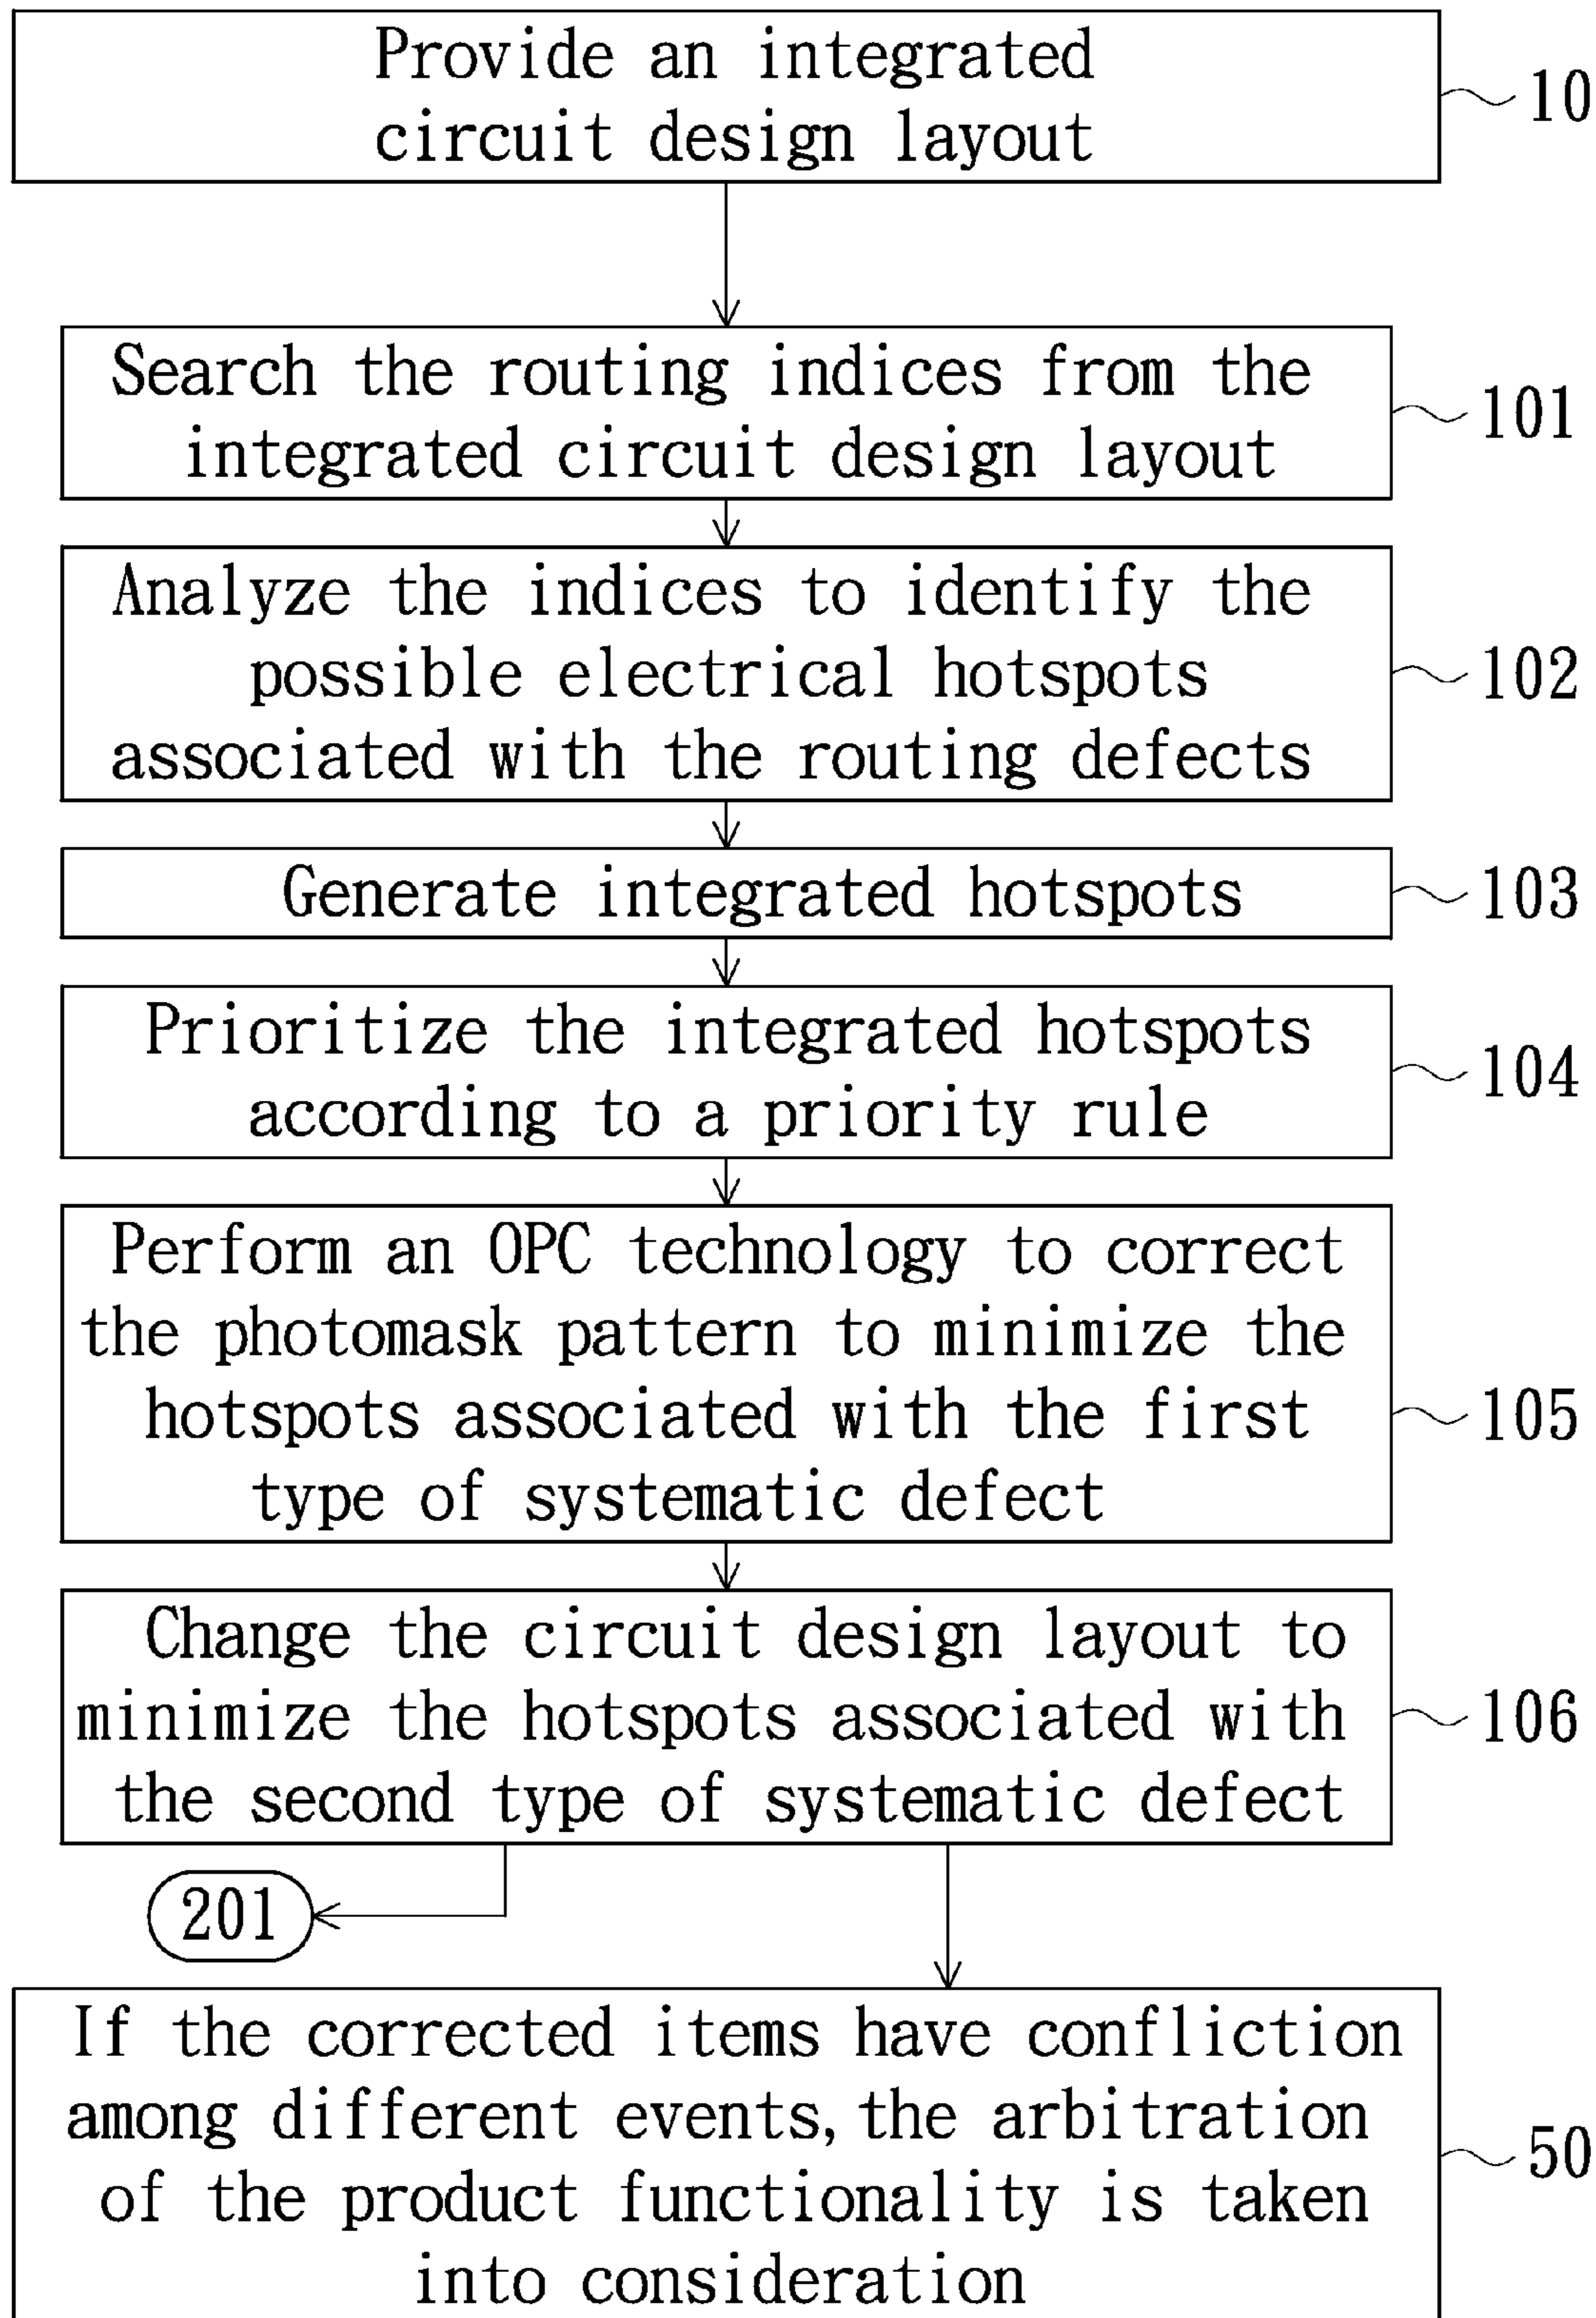 Provide an integrated
circuit design layout
10
Search the routing indices from the
integrated circuit design layout
101
Analyze the indices to identify the
possible electrical hotspots
associated with the routing defects
102
Generate integrated hotspots
103
Prioritize the integrated hotspots
according to a priority rule
104
Perform an OPC technology to correct
the photomask pattern to minimize the
hotspots associated with the first
type of systematic defect
105
Change the circuit design layout to
minimize the hotspots associated with
the second type of systematic defect
106
201
If the corrected items have confliction
among different events, the arbitration
of the product functionality is taken
into consideration
50